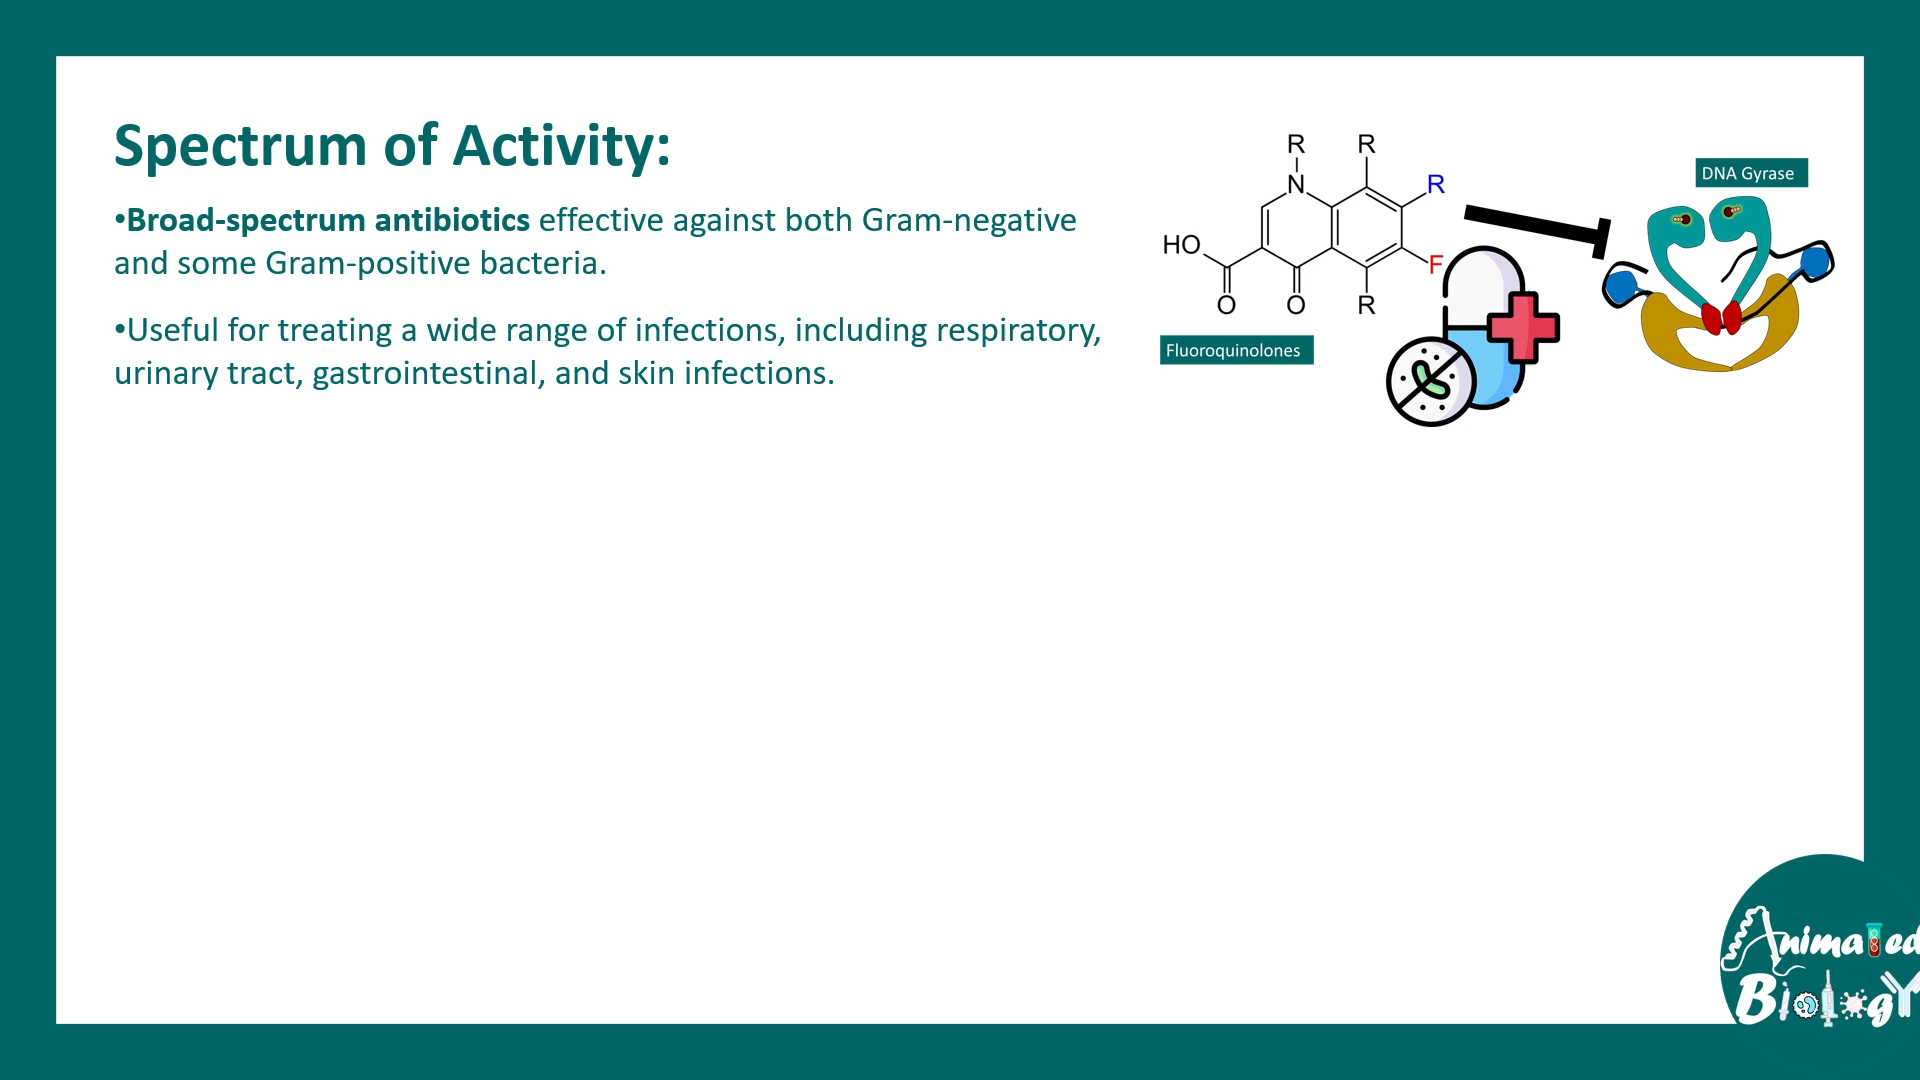 Spectrum of Activity:
•Broad-spectrum antibiotics effective against both Gram-negative
and some Gram-positive bacteria.
•Useful for treating a wide range of infections, including respiratory,
urinary tract, gastrointestinal, and skin infections.
R
R
N
R
HO
F
O
O
R
Fluoroquinolones
DNA Gyrase
Animated
Biology